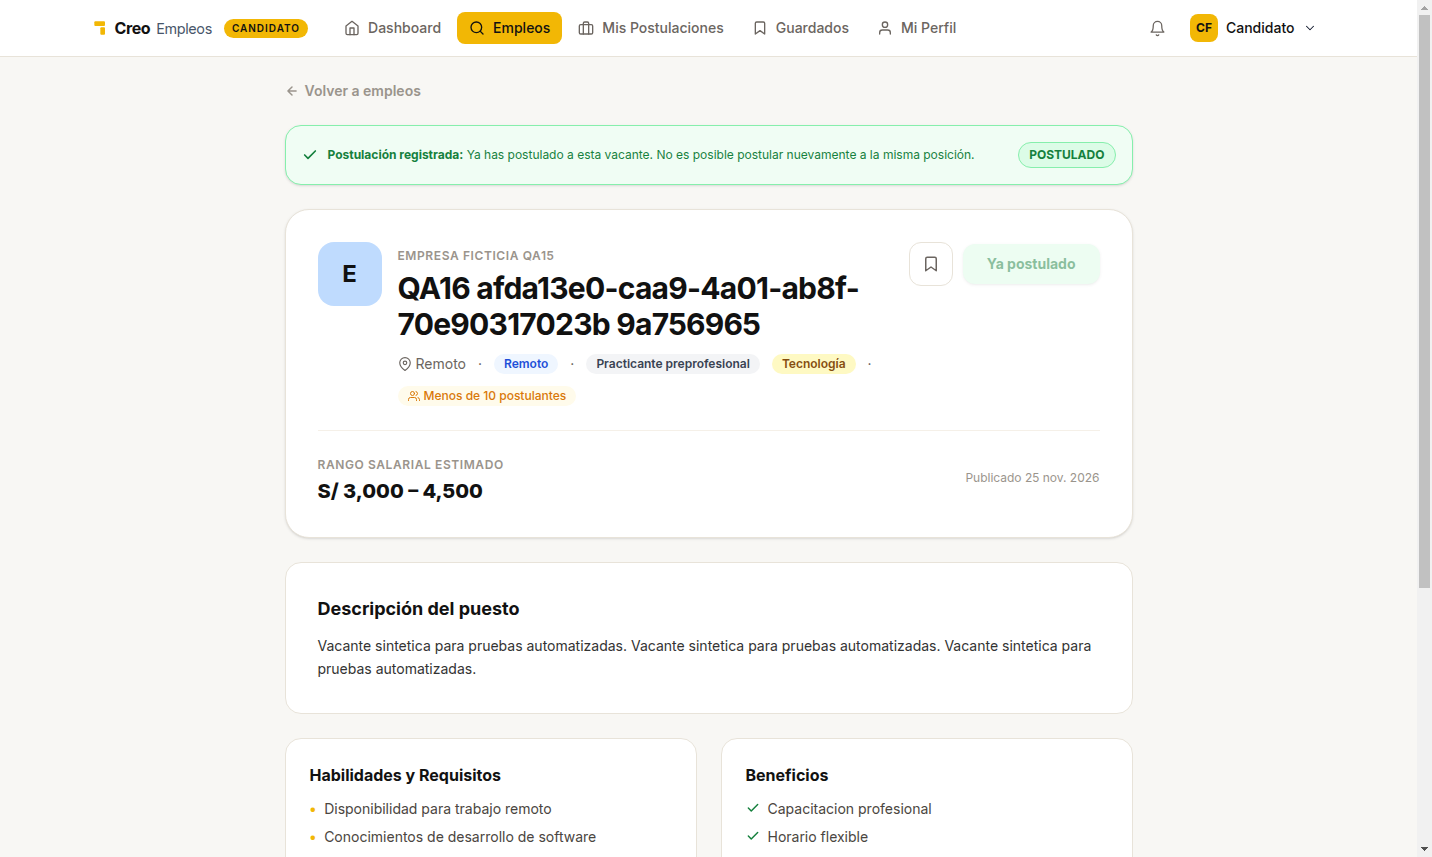 Creo Empleos CANDIDATO Dashboard Empleos Mis Postulaciones Guardados Mi Perfil CF Candidato
Volver a empleos
Postulación registrada: Ya has postulado a esta vacante. No es posible postular nuevamente a la misma posición. POSTULADO
E
EMPRESA FICTICIA QA15
QA16 afda13e0-caa9-4a01-ab8f-
70e90317023b 9a756965
Ya postulado
Remoto · Remoto · Practicante preprofesional Tecnología ·
Menos de 10 postulantes
RANGO SALARIAL ESTIMADO
S/ 3,000 – 4,500
Publicado 25 nov. 2026
Descripción del puesto
Vacante sintetica para pruebas automatizadas. Vacante sintetica para pruebas automatizadas. Vacante sintetica para
pruebas automatizadas.
Habilidades y Requisitos
Disponibilidad para trabajo remoto
Conocimientos de desarrollo de software
Beneficios
Capacitacion profesional
Horario flexible